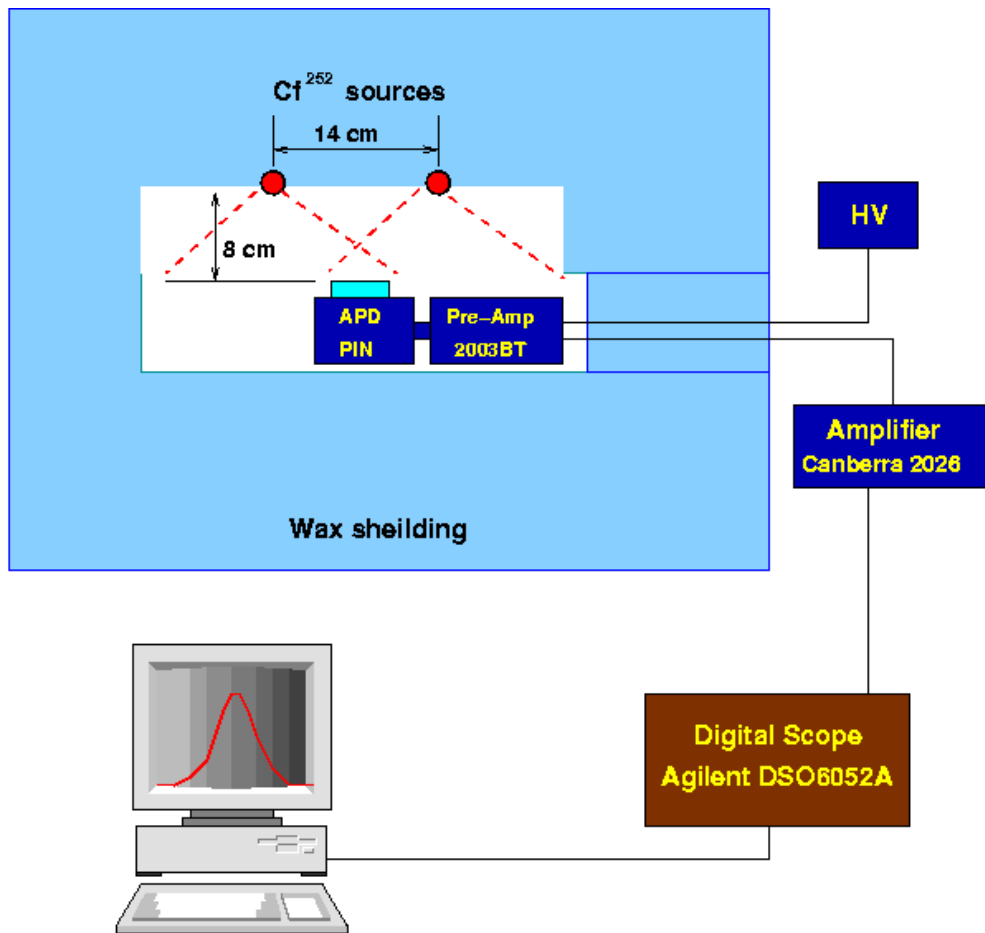 Cf252 sources
14 cm
8 cm
HV
APD
PIN
Pre-Amp
2003BT
Amplifier
Canberra 2026
Wax sheilding
Digital Scope
Agilent DSO6052A